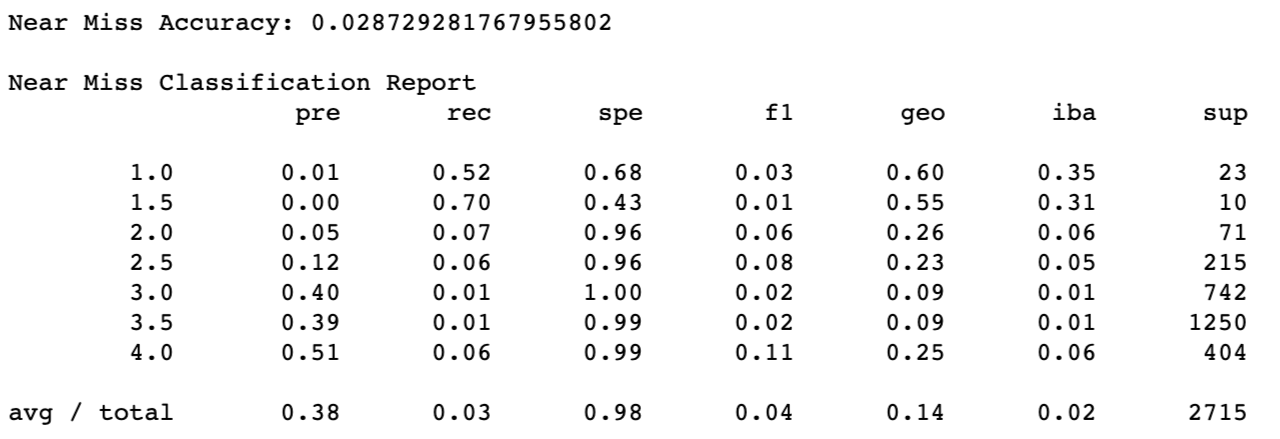 Near Miss Accuracy: 0.028729281767955802
Near Miss Classification Report
pre rec spe f1 geo iba sup
1.0 0.01 0.52 0.68 0.03 0.60 0.35 23
1.5 0.00 0.70 0.43 0.01 0.55 0.31 10
2.0 0.05 0.07 0.96 0.06 0.26 0.06 71
2.5 0.12 0.06 0.96 0.08 0.23 0.05 215
3.0 0.40 0.01 1.00 0.02 0.09 0.01 742
3.5 0.39 0.01 0.99 0.02 0.09 0.01 1250
4.0 0.51 0.06 0.99 0.11 0.25 0.06 404
avg / total 0.38 0.03 0.98 0.04 0.14 0.02 2715